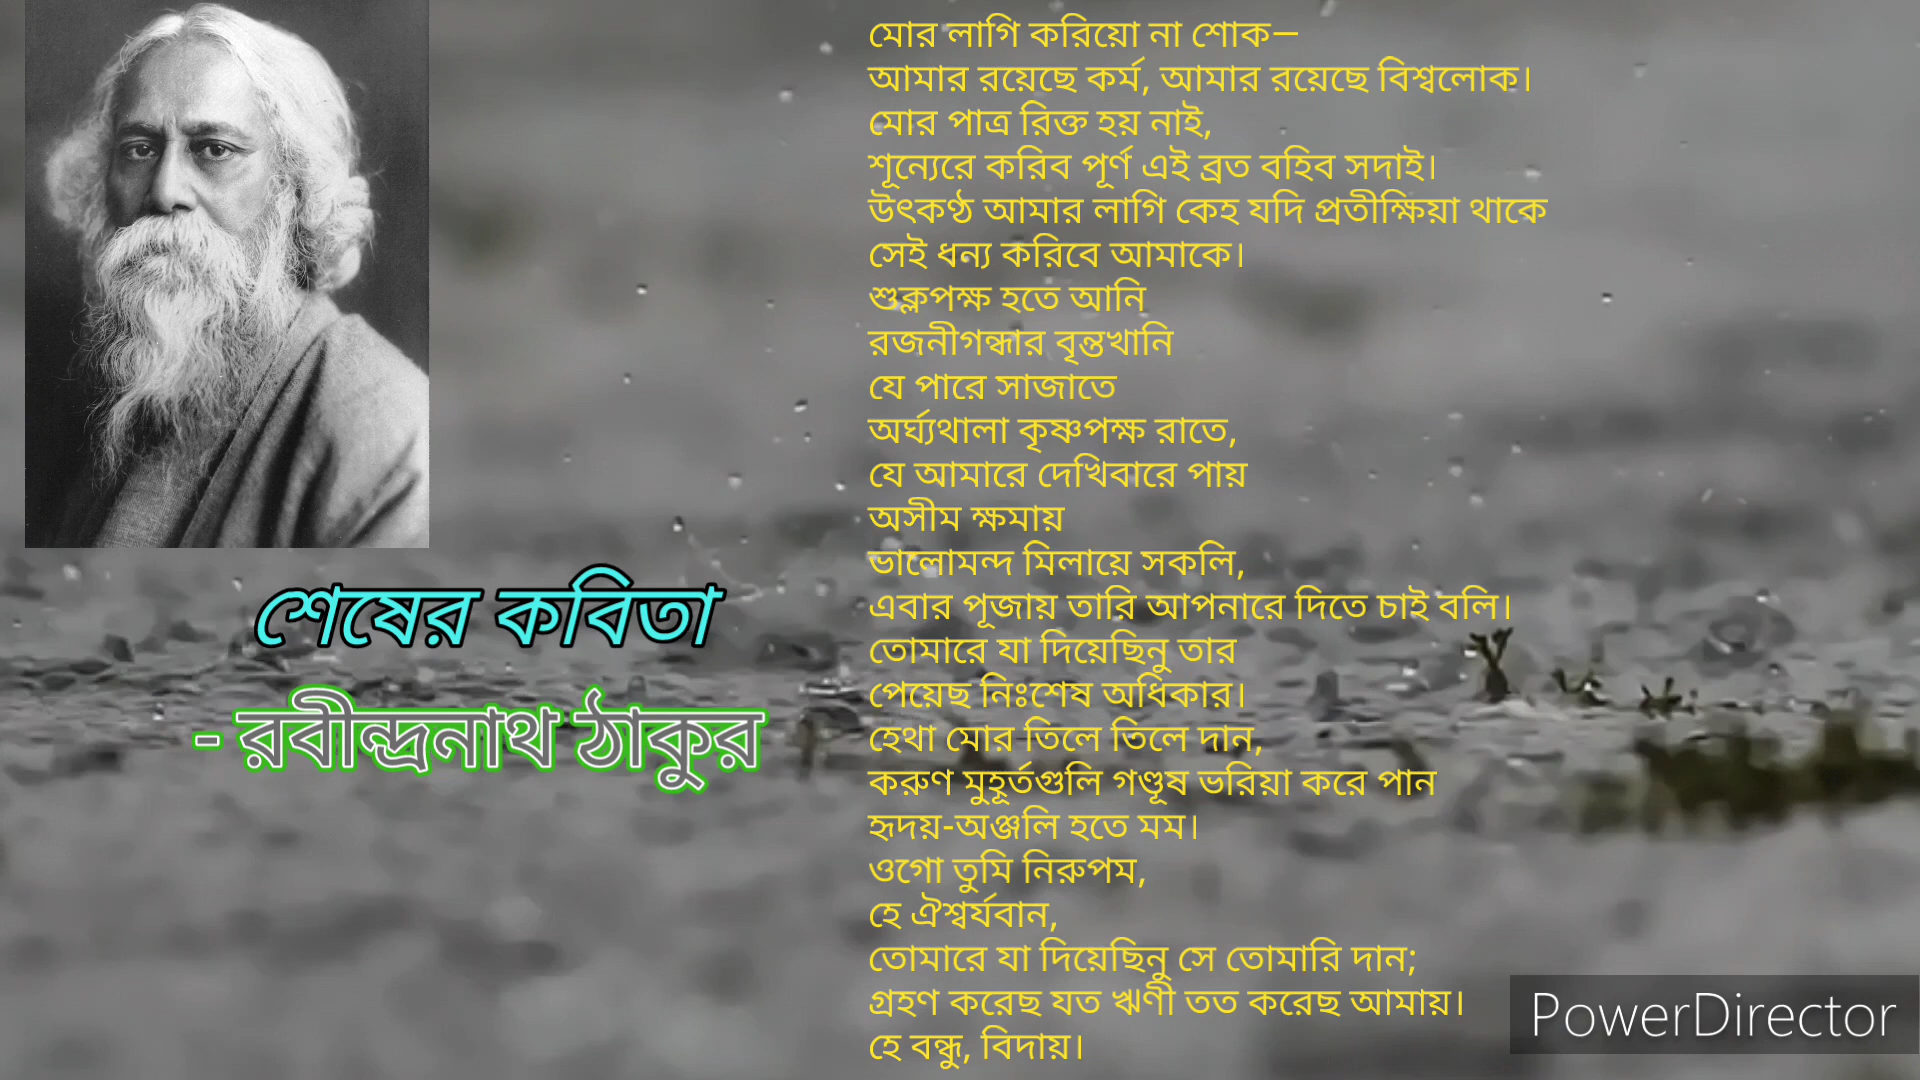 শেষের কবিতা
- রবীন্দ্রনাথ ঠাকুর
মোর লাগি করিয়ো না শোক—
আমার রয়েছে কর্ম, আমার রয়েছে বিশ্বলোক।
মোর পাত্র রিক্ত হয় নাই,
শূন্যেরে করিব পূর্ণ এই ব্রত বহিব সদাই।
উৎকণ্ঠ আমার লাগি কেহ যদি প্রতীক্ষিয়া থাকে
সেই ধন্য করিবে আমাকে।
শুক্লপক্ষ হতে আনি
রজনীগন্ধার বৃন্তখানি
যে পারে সাজাতে
অর্ঘ্যথালা কৃষ্ণপক্ষ রাতে,
যে আমারে দেখিবারে পায়
অসীম ক্ষমায়
ভালোমন্দ মিলায়ে সকলি,
এবার পূজায় তারি আপনারে দিতে চাই বলি।
তোমারে যা দিয়েছিনু তার
পেয়েছ নিঃশেষ অধিকার।
হেথা মোর তিলে তিলে দান,
করুণ মুহূর্তগুলি গণ্ডূষ ভরিয়া করে পান
হৃদয়-অঞ্জলি হতে মম।
ওগো তুমি নিরুপম,
হে ঐশ্বর্যবান,
তোমারে যা দিয়েছিনু সে তোমারি দান;
গ্রহণ করেছ যত ঋণী তত করেছ আমায়।
হে বন্ধু, বিদায়।
PowerDirector